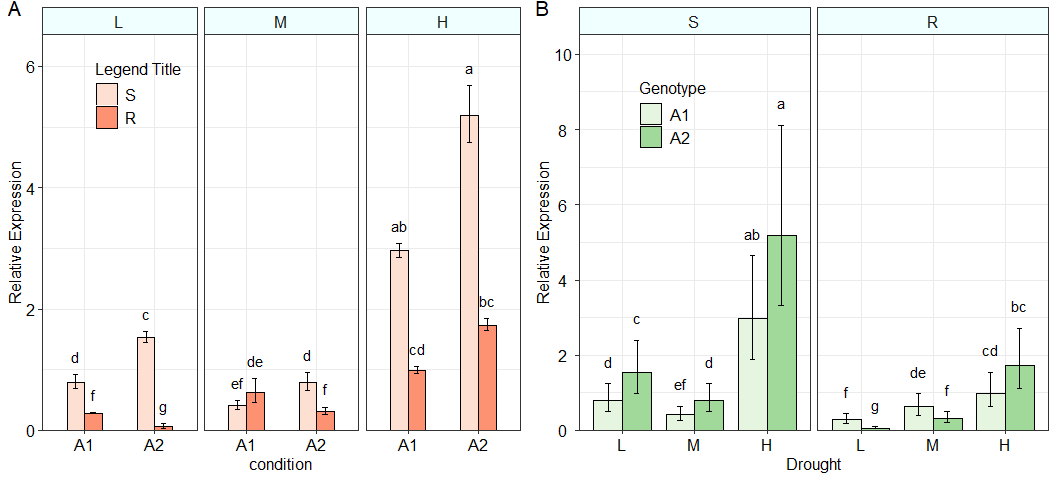 A
L M H
Relative Expression
6
4
2
0
Legend Title
S
R
d
f
c
g
ef
de
d
f
ab
cd
a
bc
A1 A2 A1 A2 A1 A2
condition
B
S R
Relative Expression
10
8
6
4
2
0
Genotype
A1
A2
d
c
ef
d
ab
a
f
g
de
f
cd
bc
L M H L M H
Drought